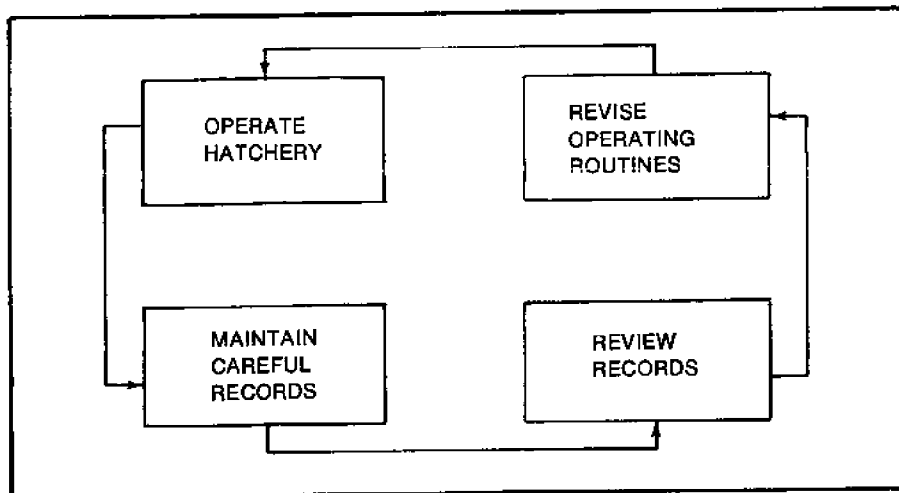 OPERATE
HATCHERY
REVISE
OPERATING
ROUTINES
MAINTAIN
CAREFUL
RECORDS
REVIEW
RECORDS